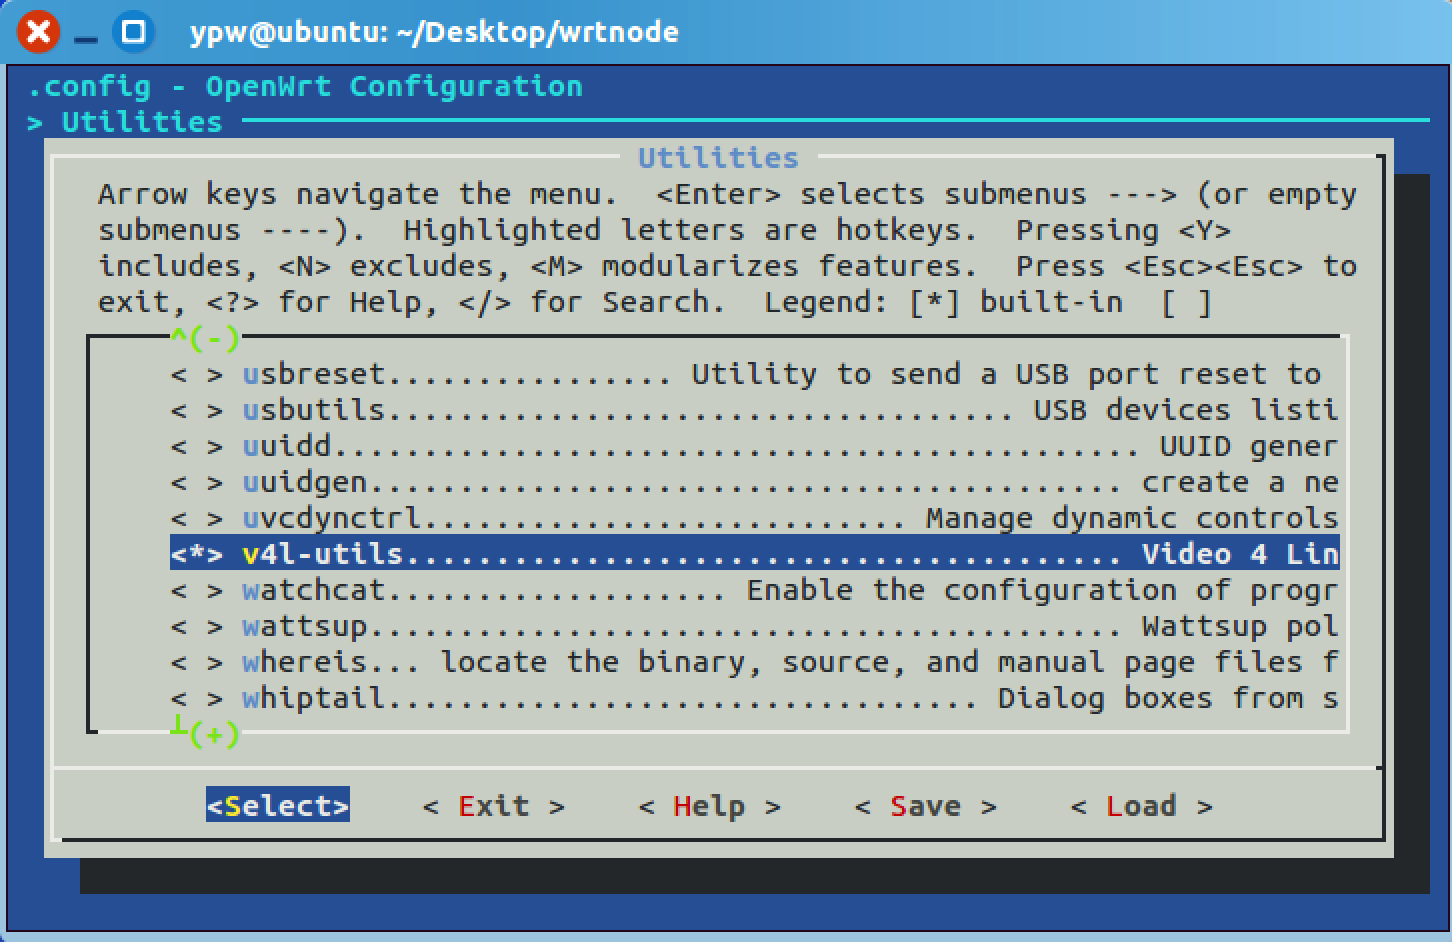 ypw@ubuntu: ~/Desktop/wrtnode
.config - OpenWrt Configuration
> Utilities
Utilities
Arrow keys navigate the menu.  <Enter> selects submenus ---> (or empty
submenus ----).  Highlighted letters are hotkeys.  Pressing <Y>
includes, <N> excludes, <M> modularizes features.  Press <Esc><Esc> to
exit, <?> for Help, </> for Search.  Legend: [*] built-in  [ ]
^(-)
< > usbreset................ Utility to send a USB port reset to
< > usbutils................................... USB devices listi
< > uuidd............................................. UUID gener
< > uuidgen.......................................... create a ne
< > uvcdynctrl........................... Manage dynamic controls
<*> v4l-utils........................................ Video 4 Lin
< > watchcat................... Enable the configuration of progr
< > wattsup.......................................... Wattsup pol
< > whereis... locate the binary, source, and manual page files f
< > whiptail................................. Dialog boxes from s
┴(+)
<Select>    < Exit >    < Help >    < Save >    < Load >